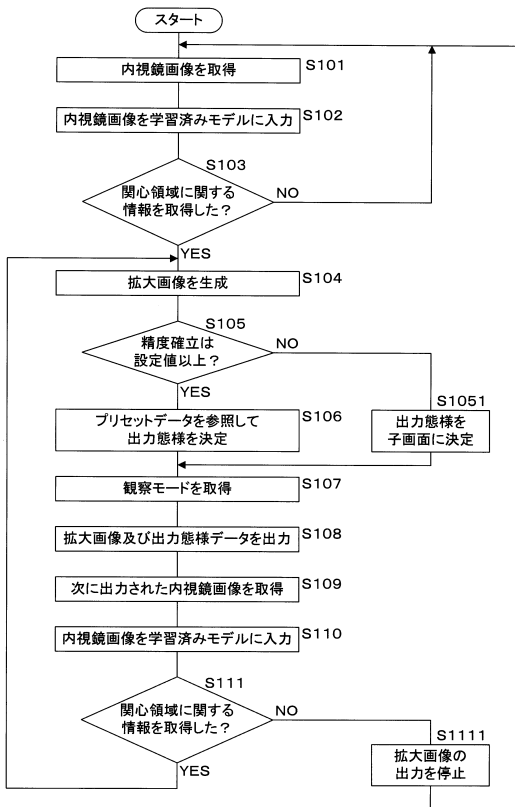 スタート
内視鏡画像を取得
S101
内視鏡画像を学習済みモデルに入力
S102
S103
関心領域に関する
情報を取得した？
NO
YES
拡大画像を生成
S104
S105
精度確立は
設定値以上？
NO
YES
プリセットデータを参照して
出力態様を決定
S106
S1051
出力態様を
子画面に決定
観察モードを取得
S107
拡大画像及び出力態様データを出力
S108
次に出力された内視鏡画像を取得
S109
内視鏡画像を学習済みモデルに入力
S110
S111
関心領域に関する
情報を取得した？
NO
YES
S1111
拡大画像の
出力を停止